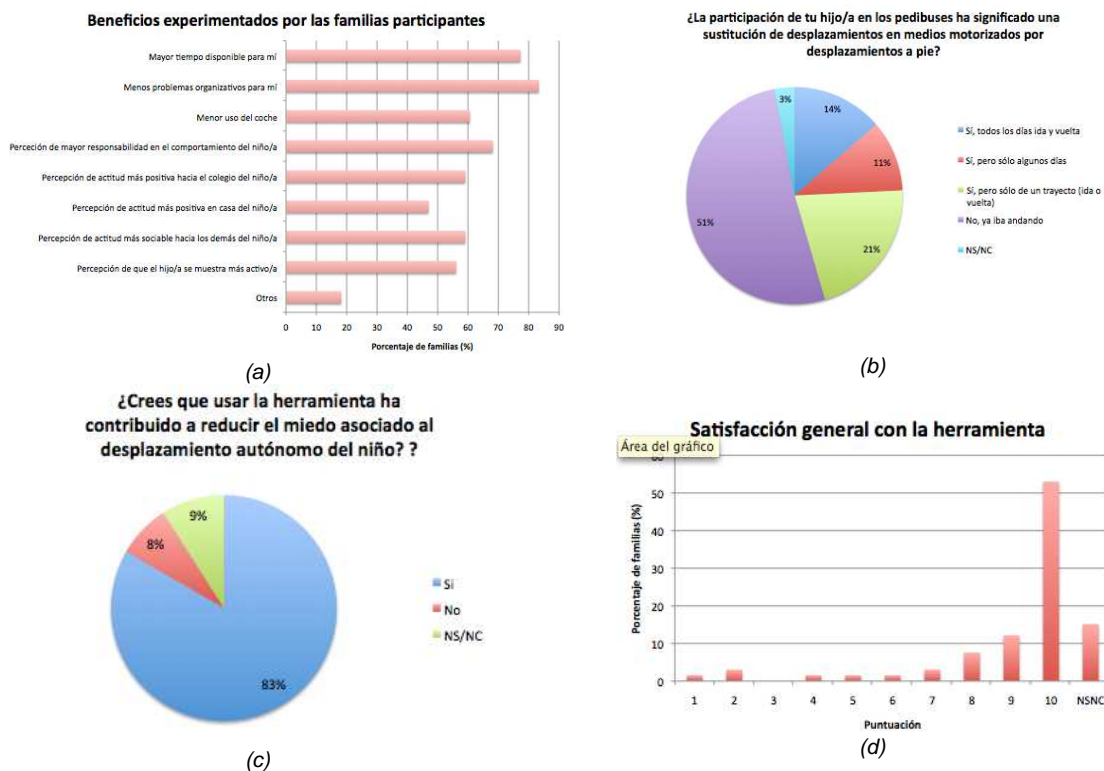 Beneficios experimentados por las familias participantes
Mayor tiempo disponible para mí
Menos problemas organizativos para mí
Menor uso del coche
Perceción de mayor responsabilidad en el comportamiento del niño/a
Percepción de actitud más positiva hacia el colegio del niño/a
Percepción de actitud más positiva en casa del niño/a
Percepción de actitud más sociable hacia los demás del niño/a
Percepción de que el hijo/a se muestra más activo/a
Otros
0 10 20 30 40 50 60 70 80 90
Porcentaje de familias (%)
(a)
¿La participación de tu hijo/a en los pedibuses ha significado una
sustitución de desplazamientos en medios motorizados por
desplazamientos a pie?
3%
14%
11%
21%
51%
Sí, todos los días ida y vuelta
Sí, pero sólo algunos días
Sí, pero sólo de un trayecto (ida o
vuelta)
No, ya iba andando
NS/NC
(b)
¿Crees que usar la herramienta ha
contribuido a reducir el miedo asociado al
desplazamiento autónomo del niño? ?
9%
8%
83%
Si
No
NS/NC
(c)
Satisfacción general con la herramienta
Área del gráfico
60
50
40
30
20
10
0
Porcentaje de familias (%)
1 2 3 4 5 6 7 8 9 10 NSNC
Puntuación
(d)